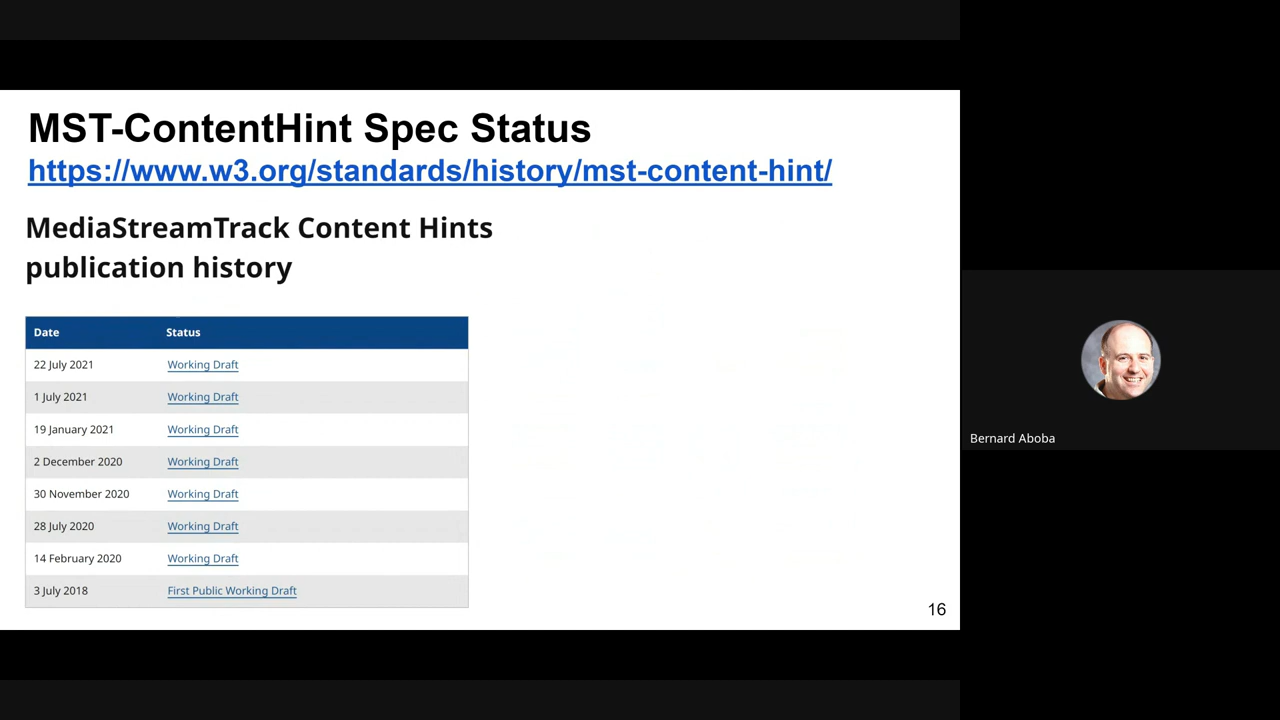 MST-ContentHint Spec Status
https://www.w3.org/standards/history/mst-content-hint/
MediaStreamTrack Content Hints
publication history
Date Status
22 July 2021 Working Draft
1 July 2021 Working Draft
19 January 2021 Working Draft
2 December 2020 Working Draft
30 November 2020 Working Draft
28 July 2020 Working Draft
14 February 2020 Working Draft
3 July 2018 First Public Working Draft
16
Bernard Aboba